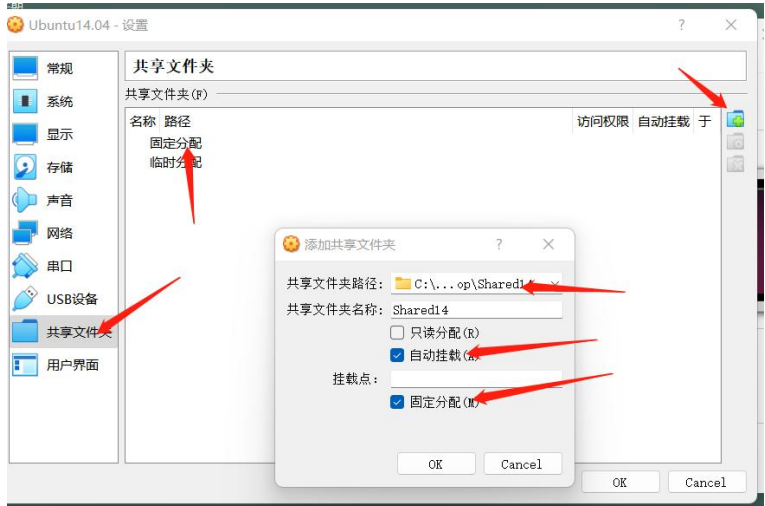 Ubuntu14.04 - 设置
常规
系统
显示
存储
声音
网络
串口
USB设备
共享文件夹
用户界面
共享文件夹
共享文件夹(F)
名称 路径 访问权限 自动挂载 于
固定分配
临时分配
添加共享文件夹
共享文件夹路径: C:\...op\Shared14
共享文件夹名称: Shared14
只读分配(R)
自动挂载(A)
挂载点:
固定分配(M)
OK Cancel
OK Cancel